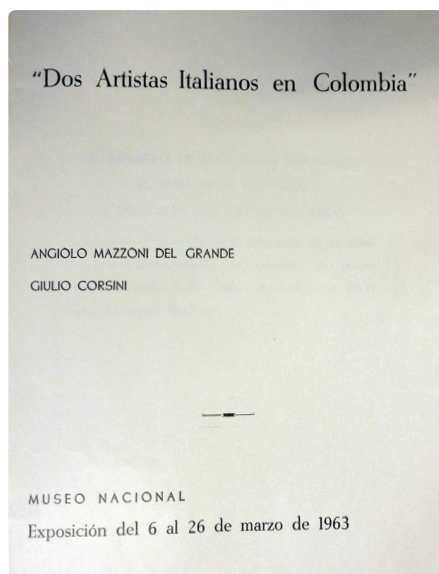 “Dos Artistas Italianos en Colombia”
ANGIOLO MAZZONI DEL GRANDE
GIULIO CORSINI
MUSEO NACIONAL
Exposición del 6 al 26 de marzo de 1963